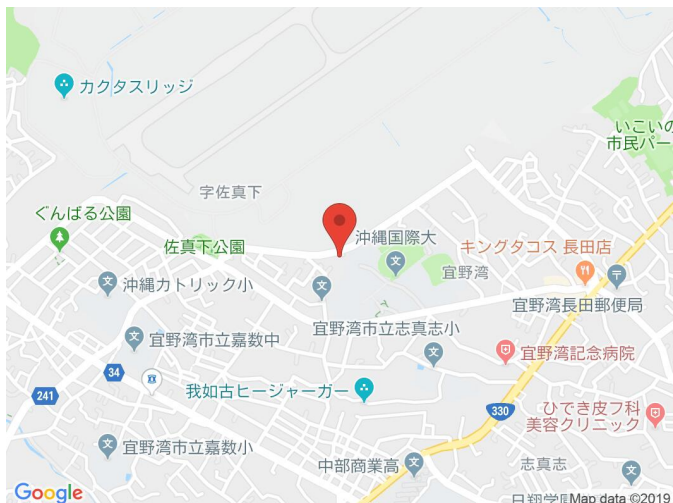 カクタスリッジ
いこいの
市民パー
字佐真下
ぐんばる公園
佐真下公園
沖縄国際大
キングタコス 長田店
宜野湾
沖縄カトリック小
宜野湾長田郵便局
宜野湾市立志真志小
宜野湾市立嘉数中
宜野湾記念病院
34
我如古ヒージャーガー
241
330
ひでき皮フ科
美容クリニック
宜野湾市立嘉数小
中部商業高
志真志
日翔学園
Google
Map data ©2019